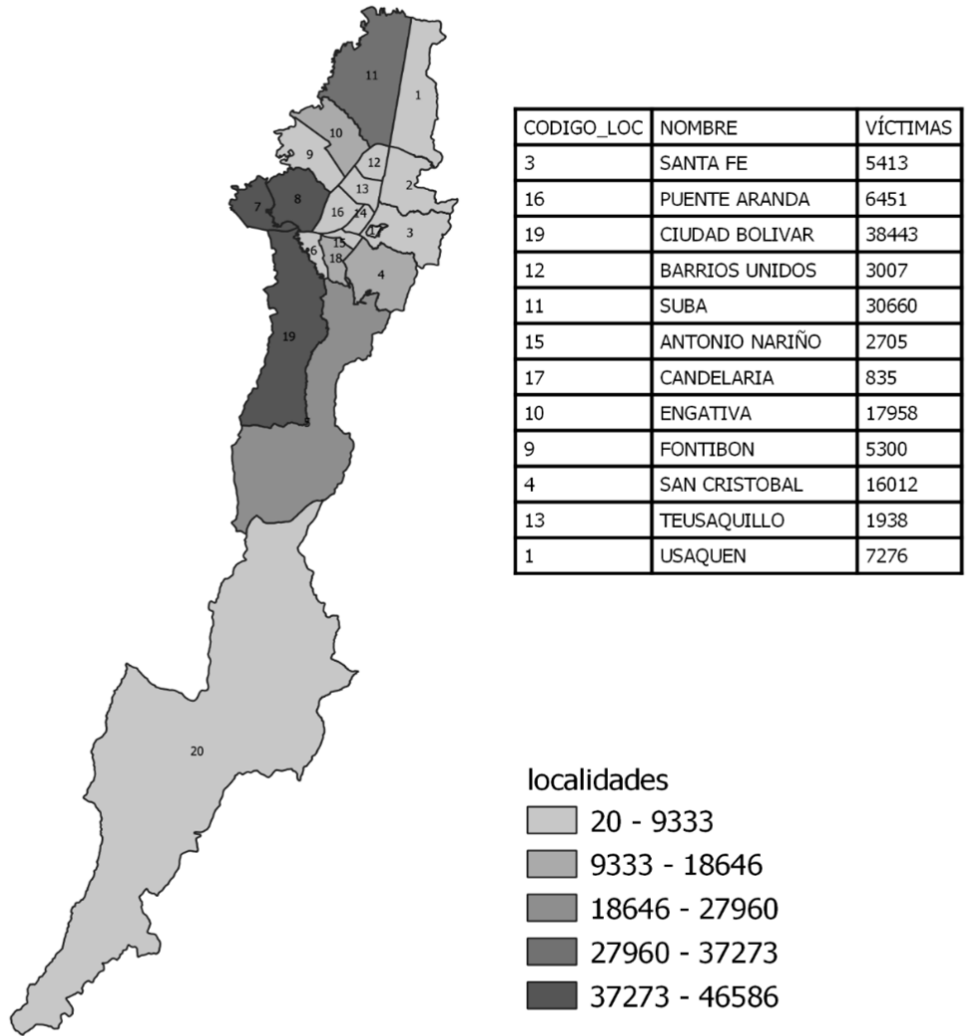 11
1
10
9
12
2
13
8
7
16
14
17
3
15
6
18
4
19
5
20
CODIGO_LOC NOMBRE VÍCTIMAS
3 SANTA FE 5413
16 PUENTE ARANDA 6451
19 CIUDAD BOLIVAR 38443
12 BARRIOS UNIDOS 3007
11 SUBA 30660
15 ANTONIO NARIÑO 2705
17 CANDELARIA 835
10 ENGATIVA 17958
9 FONTIBON 5300
4 SAN CRISTOBAL 16012
13 TEUSAQUILLO 1938
1 USAQUEN 7276
localidades
20 - 9333
9333 - 18646
18646 - 27960
27960 - 37273
37273 - 46586